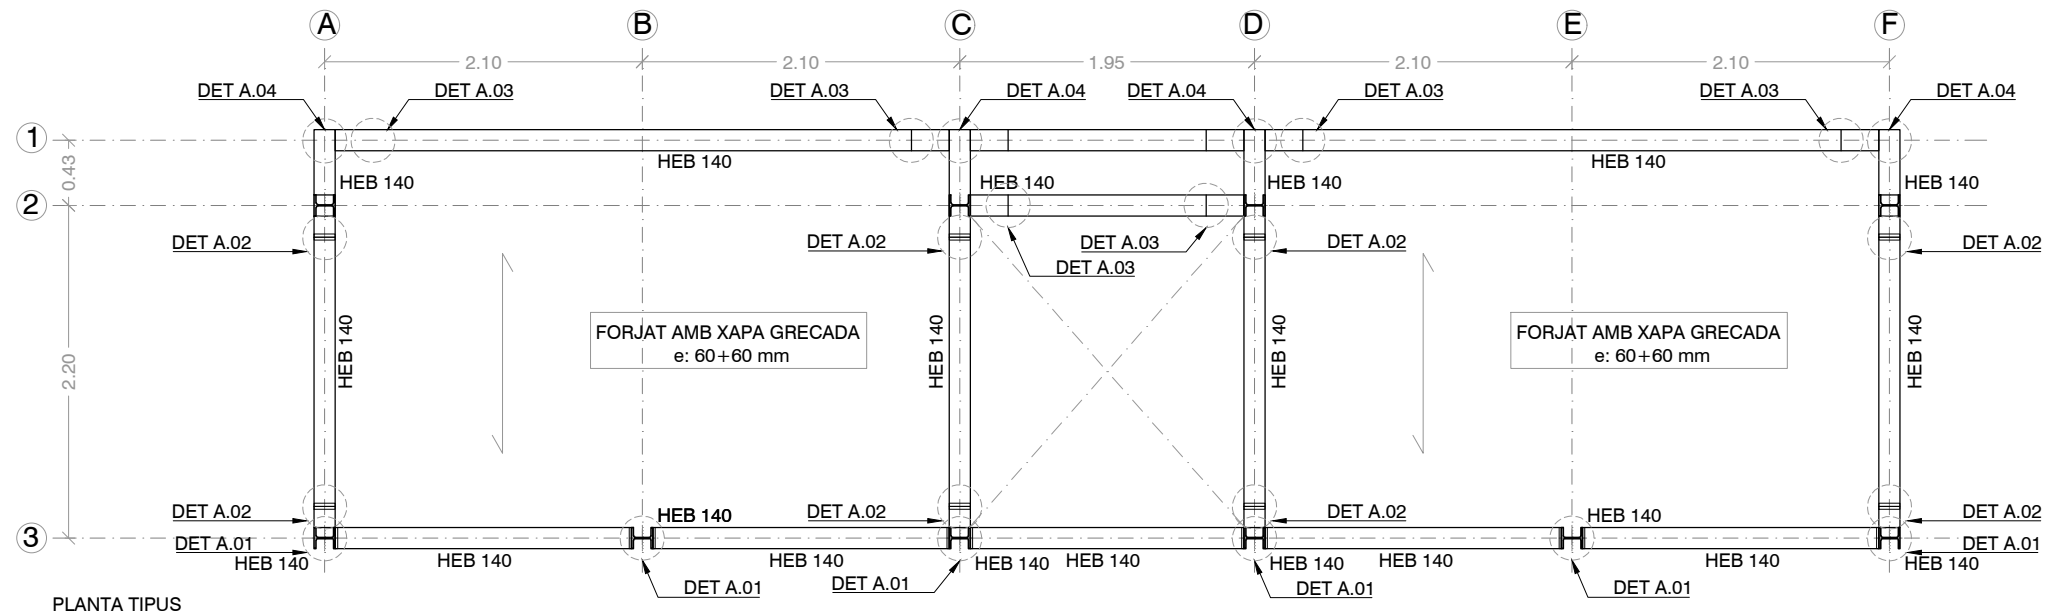 A B C D E F
2.10 2.10 1.95 2.10 2.10
DET A.04 DET A.03 DET A.03 DET A.04 DET A.04 DET A.03 DET A.03 DET A.04
1
HEB 140 HEB 140
0.43
HEB 140 HEB 140 HEB 140 HEB 140
2
DET A.02 DET A.02 DET A.03 DET A.02 DET A.02
DET A.03
FORJAT AMB XAPA GRECADA
e: 60+60 mm
FORJAT AMB XAPA GRECADA
e: 60+60 mm
2.20
HEB 140 HEB 140 HEB 140 HEB 140
DET A.02 HEB 140 DET A.02 DET A.02 HEB 140 DET A.02
3
DET A.01 DET A.01
HEB 140 HEB 140 HEB 140 HEB 140 HEB 140 HEB 140 HEB 140 HEB 140 HEB 140
DET A.01 DET A.01 DET A.01 DET A.01
PLANTA TIPUS